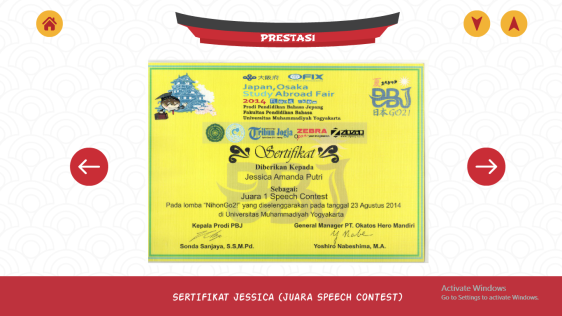 PRESTASI
大阪府 FIX
Japan, Osaka
Study Abroad Fair
2014
Prodi Pendidikan Bahasa Jepang
Fakultas Pendidikan Bahasa
Universitas Muhammadiyah Yogyakarta
PBJ
日本GO2!
Tribun Jogja ZEBRA
Sertifikat
Diberikan Kepada
Jessica Amanda Putri
Sebagai:
Juara 1 Speech Contest
Pada lomba "NihonGo2!" yang diselenggarakan pada tanggal 23 Agustus 2014
di Universitas Muhammadiyah Yogyakarta
Kepala Prodi PBJ General Manager PT. Okatos Hero Mandiri
Sonda Sanjaya, S.S,M.Pd. Yoshiro Nabeshima, M.A.
SERTIFIKAT JESSICA (JUARA SPEECH CONTEST)
Activate Windows
Go to Settings to activate Windows.